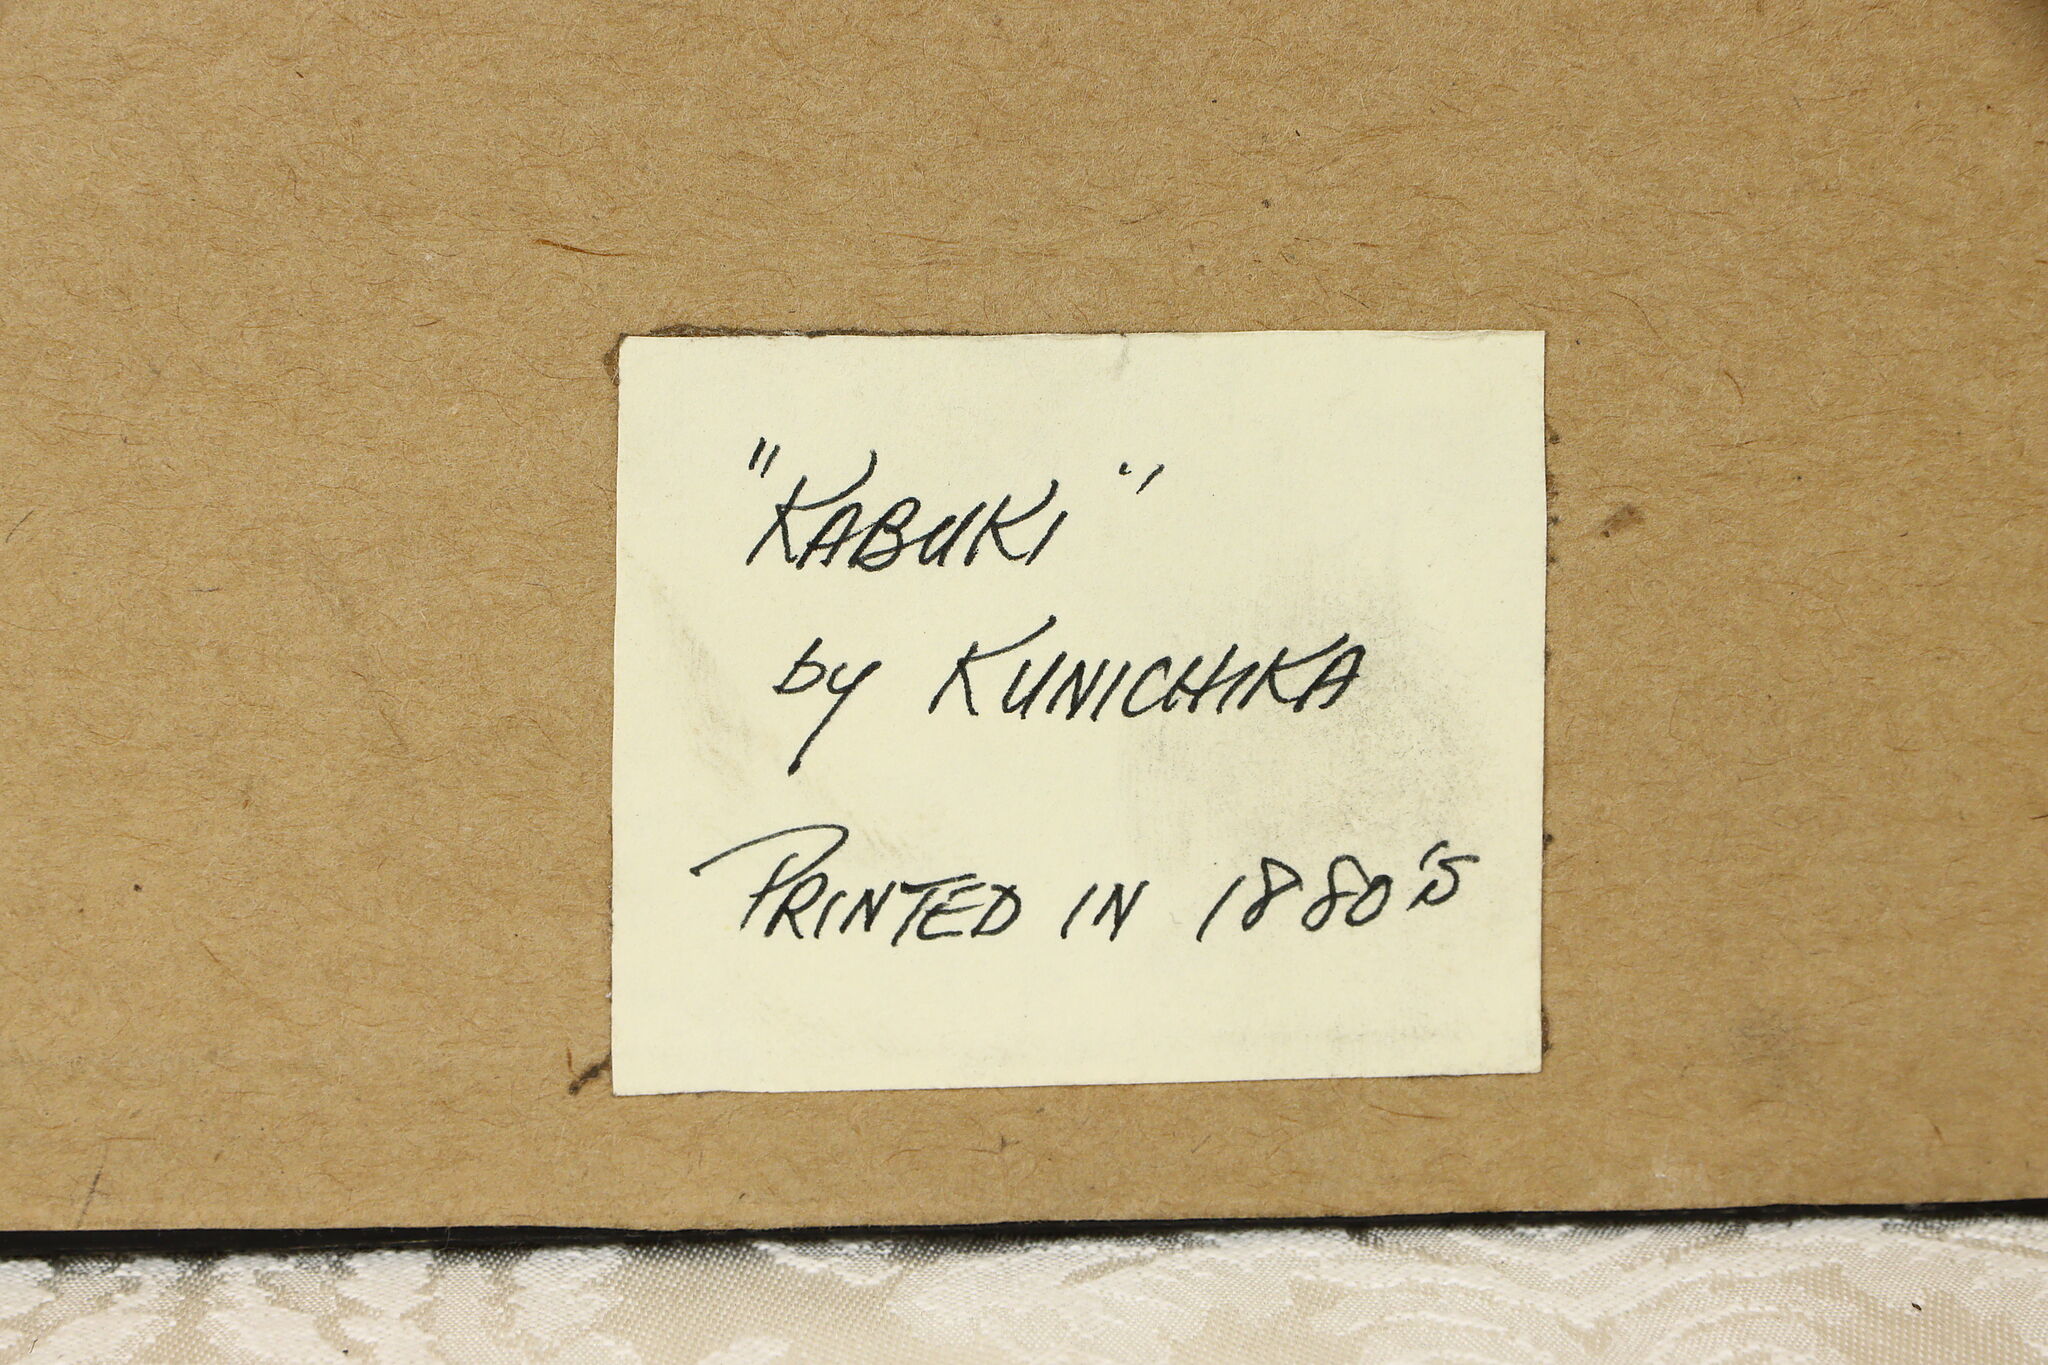 "KABUKI"
by KUNICHIKA
PRINTED IN 1880's